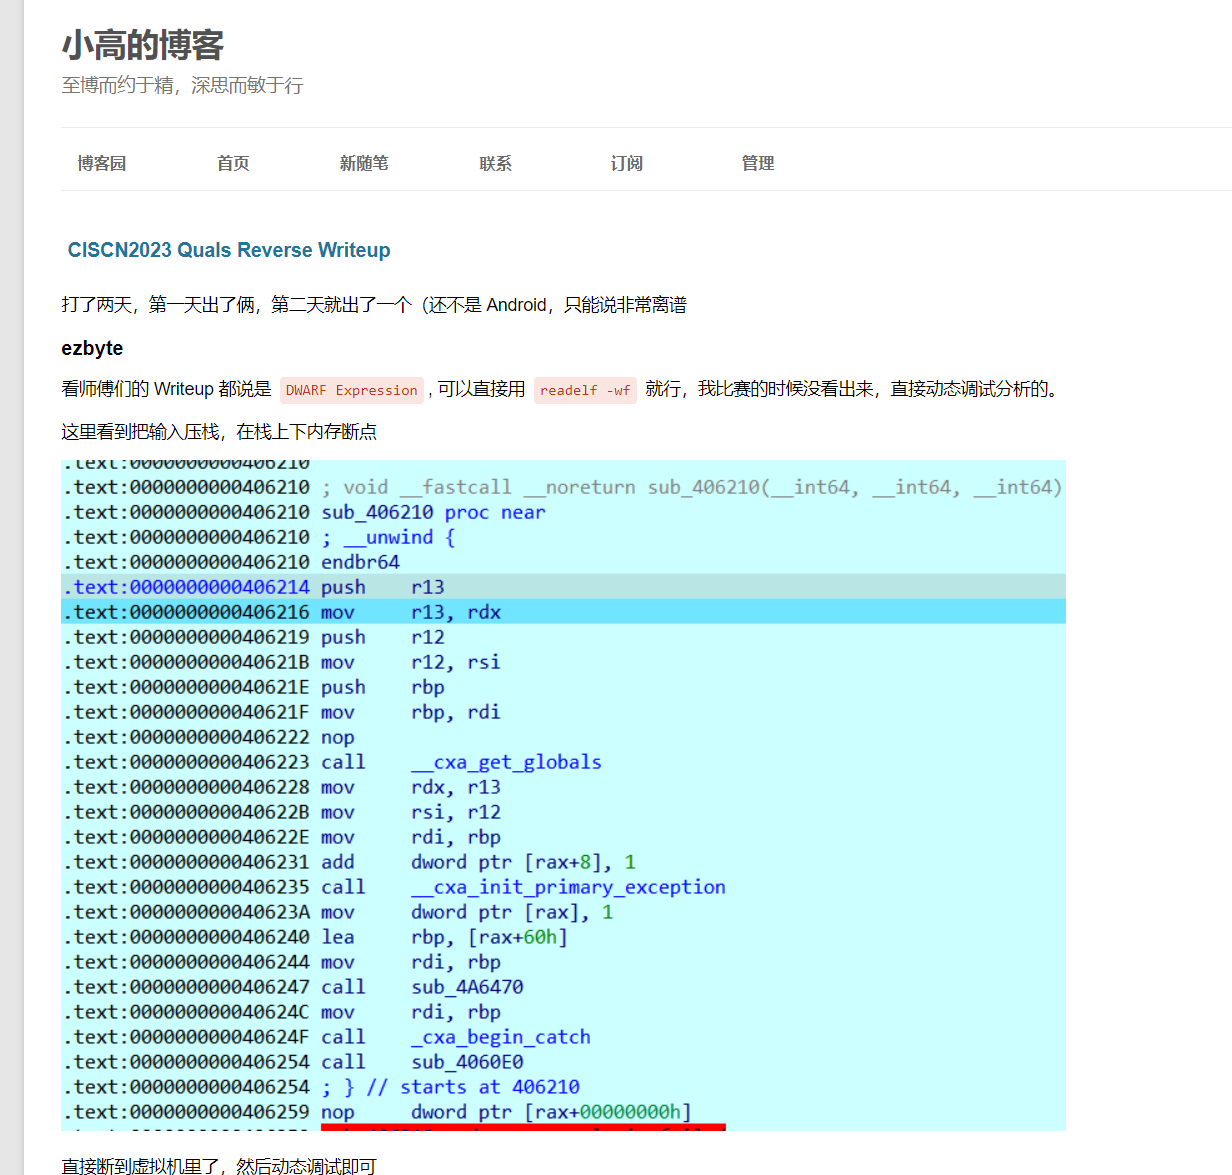 小高的博客
至博而约于精，深思而敏于行
博客园 首页 新随笔 联系 订阅 管理
CISCN2023 Quals Reverse Writeup
打了两天，第一天出了俩，第二天就出了一个（还不是 Android，只能说非常离谱
ezbyte
看师傅们的 Writeup 都说是 DWARF Expression , 可以直接用 readelf -wf 就行，我比赛的时候没看出来，直接动态调试分析的。
这里看到把输入压栈，在栈上下内存断点
.text:0000000000406210
.text:0000000000406210 ; void __fastcall __noreturn sub_406210(__int64, __int64, __int64)
.text:0000000000406210 sub_406210 proc near
.text:0000000000406210 ; __unwind {
.text:0000000000406210 endbr64
.text:0000000000406214 push    r13
.text:0000000000406216 mov     r13, rdx
.text:0000000000406219 push    r12
.text:000000000040621B mov     r12, rsi
.text:000000000040621E push    rbp
.text:000000000040621F mov     rbp, rdi
.text:0000000000406222 nop
.text:0000000000406223 call    __cxa_get_globals
.text:0000000000406228 mov     rdx, r13
.text:000000000040622B mov     rsi, r12
.text:000000000040622E mov     rdi, rbp
.text:0000000000406231 add     dword ptr [rax+8], 1
.text:0000000000406235 call    __cxa_init_primary_exception
.text:000000000040623A mov     dword ptr [rax], 1
.text:0000000000406240 lea     rbp, [rax+60h]
.text:0000000000406244 mov     rdi, rbp
.text:0000000000406247 call    sub_4A6470
.text:000000000040624C mov     rdi, rbp
.text:000000000040624F call    _cxa_begin_catch
.text:0000000000406254 call    sub_4060E0
.text:0000000000406254 ; } // starts at 406210
.text:0000000000406259 nop     dword ptr [rax+00000000h]
直接断到虚拟机里了，然后动态调试即可